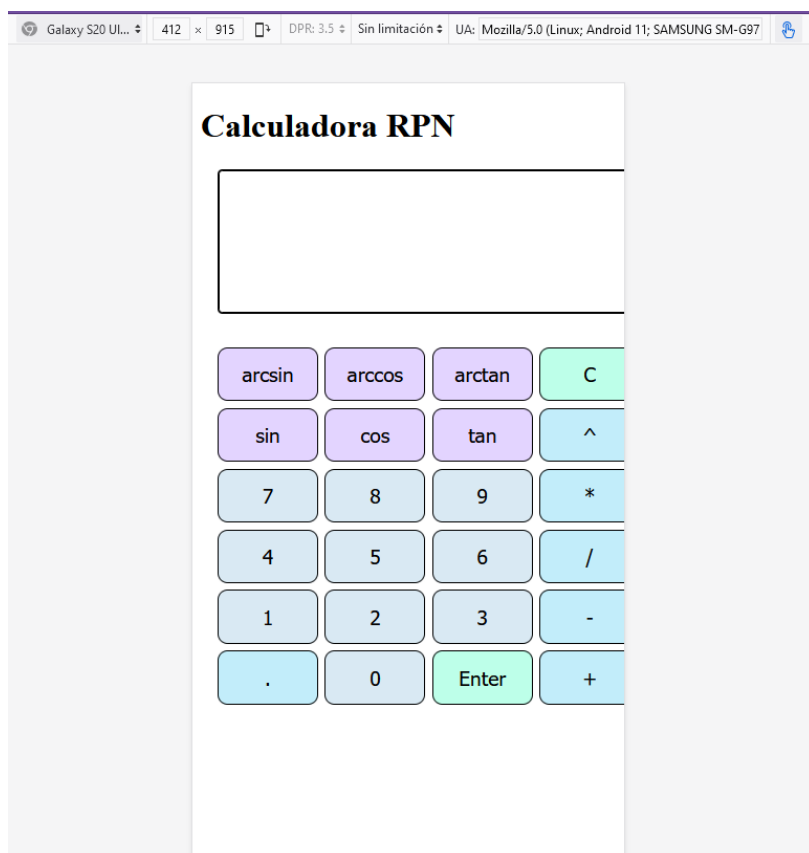 Galaxy S20 Ul... 412 × 915 DPR: 3.5 Sin limitación UA: Mozilla/5.0 (Linux; Android 11; SAMSUNG SM-G97
Calculadora RPN
arcsin arccos arctan C
sin cos tan ^
7 8 9 *
4 5 6 /
1 2 3 -
. 0 Enter +